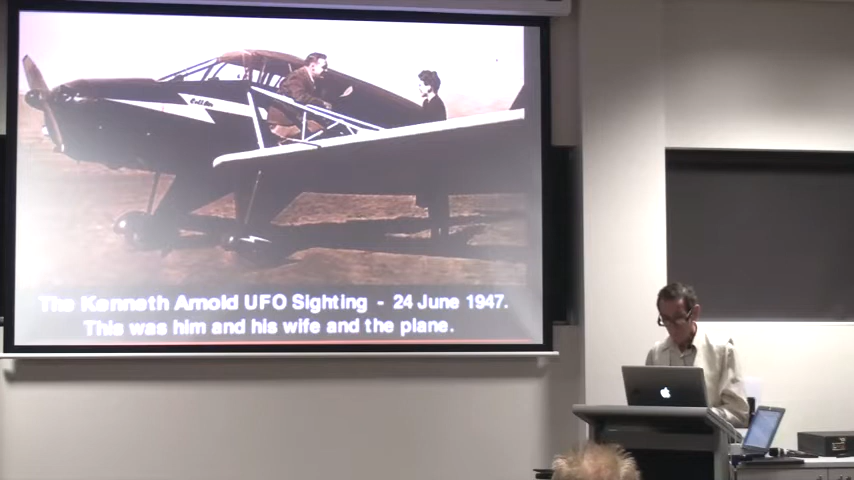 The Kenneth Arnold UFO Sighting - 24 June 1947.
This was him and his wife and the plane.